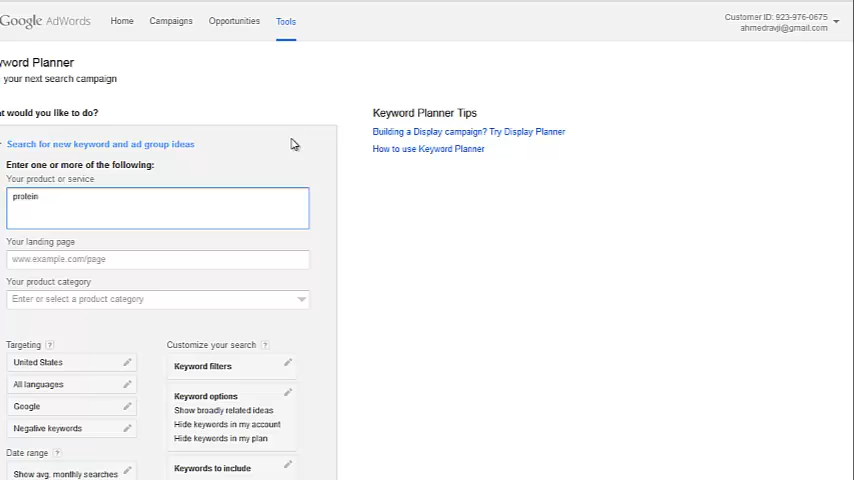 Google AdWords
Home
Campaigns
Opportunities
Tools
Customer ID: 923-976-0675
ahmedravji@gmail.com
yword Planner
your next search campaign
at would you like to do?
Search for new keyword and ad group ideas
Enter one or more of the following:
Your product or service
protein
Your landing page
www.example.com/page
Your product category
Enter or select a product category
Targeting ?
United States
All languages
Google
Negative keywords
Date range ?
Show avg. monthly searches
Customize your search ?
Keyword filters
Keyword options
Show broadly related ideas
Hide keywords in my account
Hide keywords in my plan
Keywords to include
Keyword Planner Tips
Building a Display campaign? Try Display Planner
How to use Keyword Planner